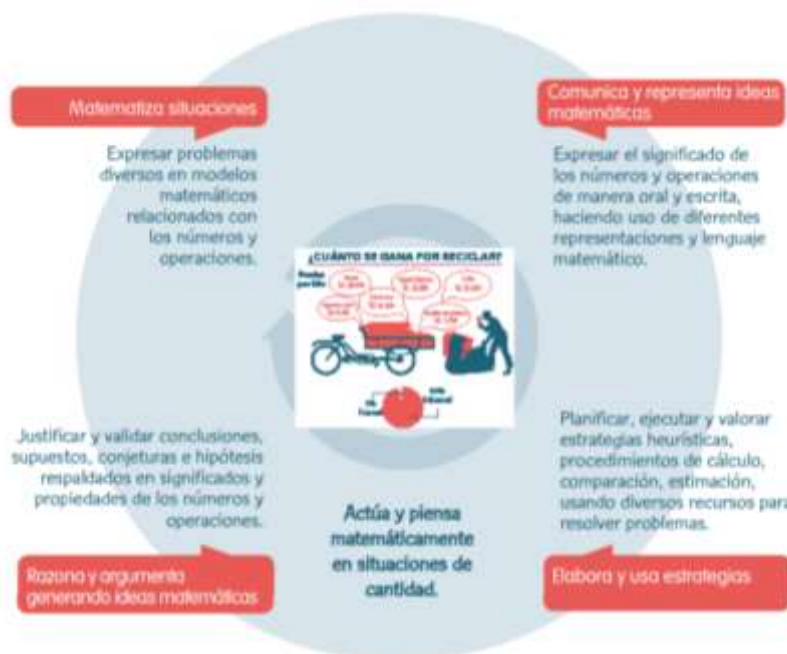 Matematiza situaciones
Expresar problemas
diversos en modelos
matemáticos
relacionados con
los números y
operaciones.
Comunica y representa ideas
matemáticas
Expresar el significado de
los números y operaciones
de manera oral y escrita,
haciendo uso de diferentes
representaciones y lenguaje
matemático.
¿CUÁNTO SE GANA POR RECICLAR?
Justificar y validar conclusiones,
supuestos, conjeturas e hipótesis
respaldados en significados y
propiedades de los números y
operaciones.
Razona y argumenta
generando ideas matemáticas
Actúa y piensa
matemáticamente
en situaciones de
cantidad.
Planificar, ejecutar y valorar
estrategias heurísticas,
procedimientos de cálculo,
comparación, estimación,
usando diversos recursos para
resolver problemas.
Elabora y usa estrategias